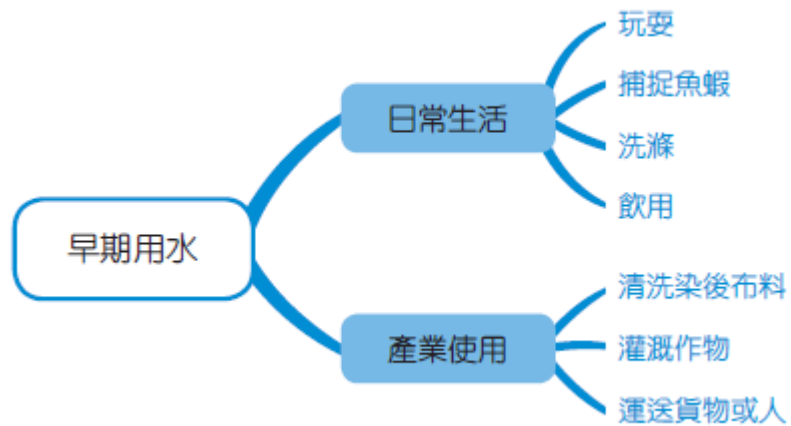 早期用水
日常生活
玩耍
捕捉魚蝦
洗滌
飲用
產業使用
清洗染後布料
灌溉作物
運送貨物或人